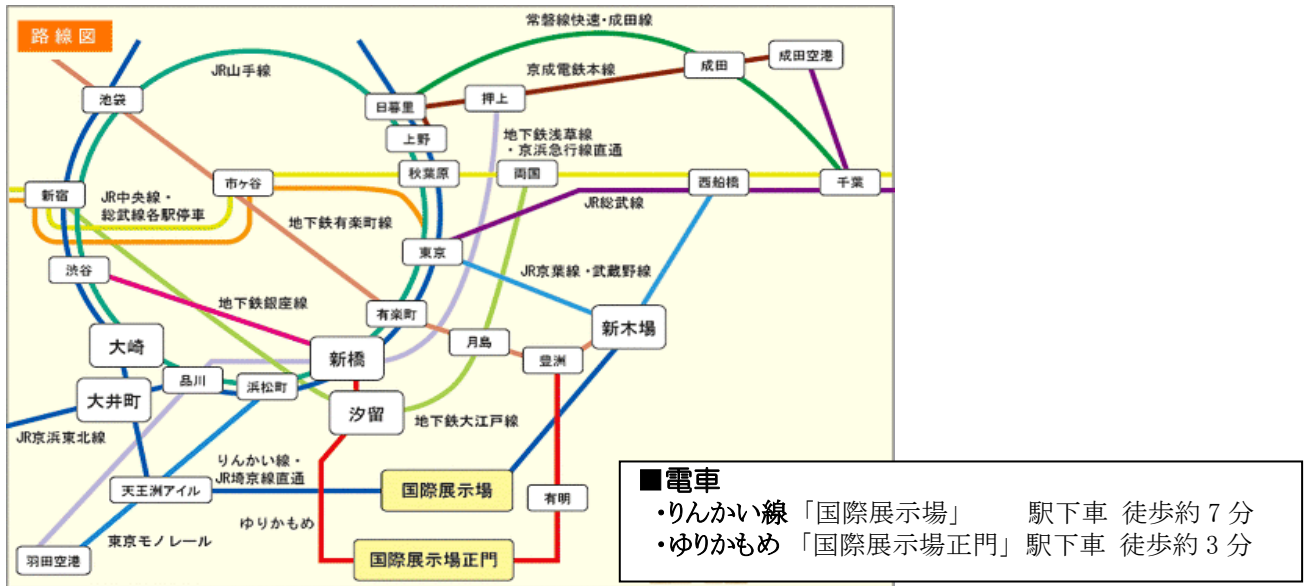 路線図
常磐線快速・成田線
成田空港
成田
京成電鉄本線
JR山手線
池袋
日暮里
押上
上野
地下鉄浅草線
・京浜急行線直通
新宿
市ヶ谷
秋葉原
両国
西船橋
千葉
JR中央線・
総武線各駅停車
JR総武線
地下鉄有楽町線
東京
渋谷
JR京葉線・武蔵野線
地下鉄銀座線
有楽町
新木場
大崎
新橋
月島
豊洲
品川
浜松町
大井町
汐留
地下鉄大江戸線
JR京浜東北線
りんかい線・
JR埼京線直通
天王洲アイル
国際展示場
有明
ゆりかもめ
東京モノレール
羽田空港
国際展示場正門
■電車
・りんかい線 「国際展示場」 駅下車 徒歩約 7 分
・ゆりかもめ 「国際展示場正門」駅下車 徒歩約 3 分